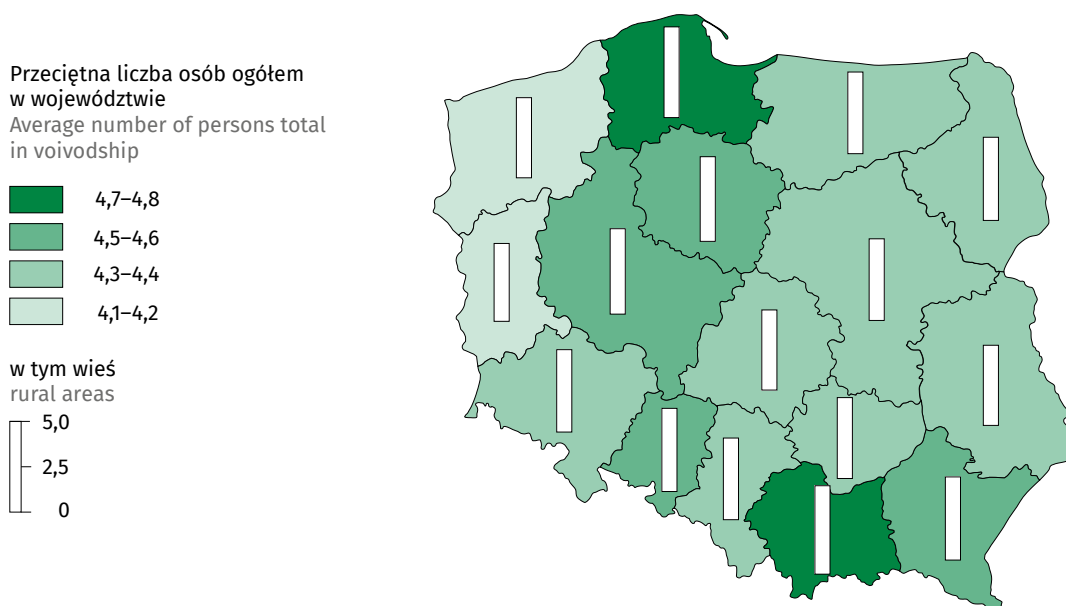 Przeciętna liczba osób ogółem
w województwie
Average number of persons total
in voivodship
4,7–4,8
4,5–4,6
4,3–4,4
4,1–4,2
w tym wieś
rural areas
5,0
2,5
0